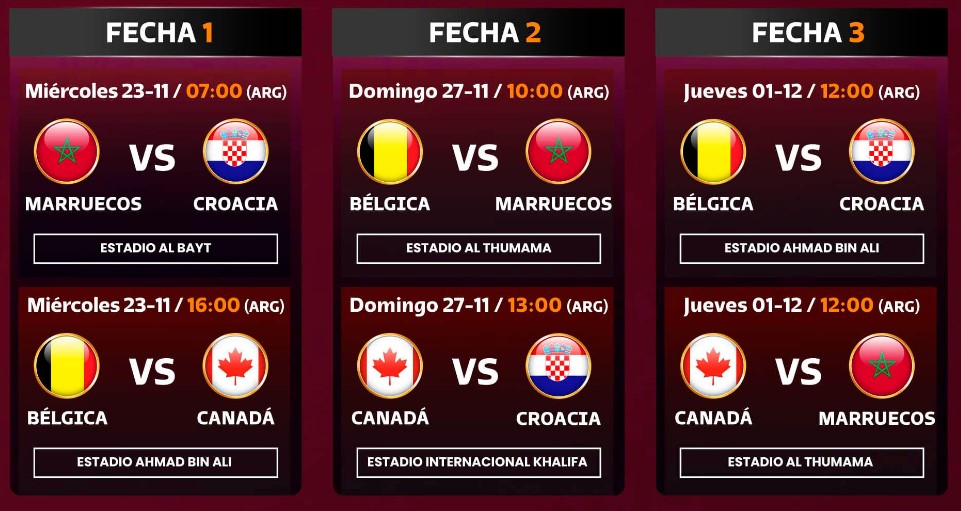 FECHA 1
Miércoles 23-11 / 07:00 (ARG)
VS
MARRUECOS CROACIA
ESTADIO AL BAYT
Miércoles 23-11 / 16:00 (ARG)
VS
BÉLGICA CANADÁ
ESTADIO AHMAD BIN ALI
FECHA 2
Domingo 27-11 / 10:00 (ARG)
VS
BÉLGICA MARRUECOS
ESTADIO AL THUMAMA
Domingo 27-11 / 13:00 (ARG)
VS
CANADÁ CROACIA
ESTADIO INTERNACIONAL KHALIFA
FECHA 3
Jueves 01-12 / 12:00 (ARG)
VS
BÉLGICA CROACIA
ESTADIO AHMAD BIN ALI
Jueves 01-12 / 12:00 (ARG)
VS
CANADÁ MARRUECOS
ESTADIO AL THUMAMA